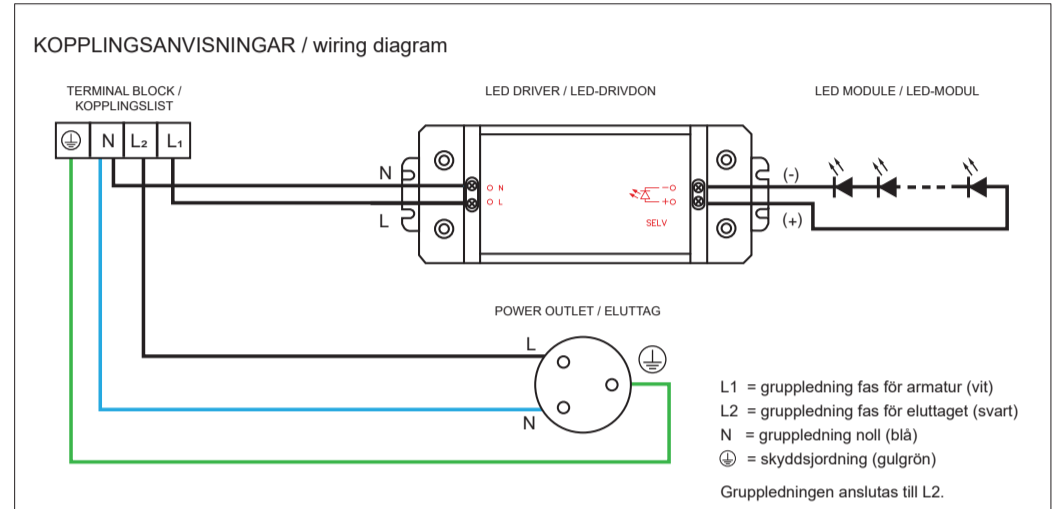 KOPPLINGSANVISNINGAR / wiring diagram
TERMINAL BLOCK /
KOPPLINGSLIST
LED DRIVER / LED-DRIVDON
LED MODULE / LED-MODUL
N L₂ L₁
N
L
O N
O L
−O
+O
SELV
(-)
(+)
POWER OUTLET / ELUTTAG
L
N
L1 = gruppledning fas för armatur (vit)
L2 = gruppledning fas för eluttaget (svart)
N = gruppledning noll (blå)
⏚ = skyddsjordning (gulgrön)
Gruppledningen anslutas till L2.